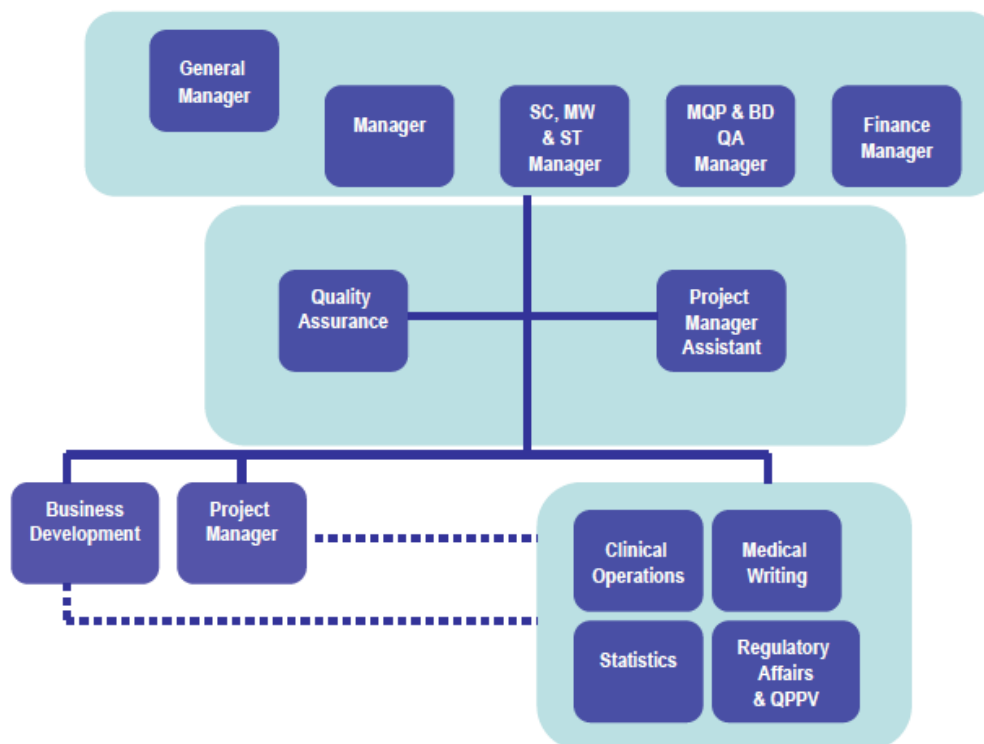 General
Manager
Manager
SC, MW
& ST
Manager
MQP & BD
QA
Manager
Finance
Manager
Quality
Assurance
Project
Manager
Assistant
Business
Development
Project
Manager
Clinical
Operations
Medical
Writing
Statistics
Regulatory
Affairs
& QPPV